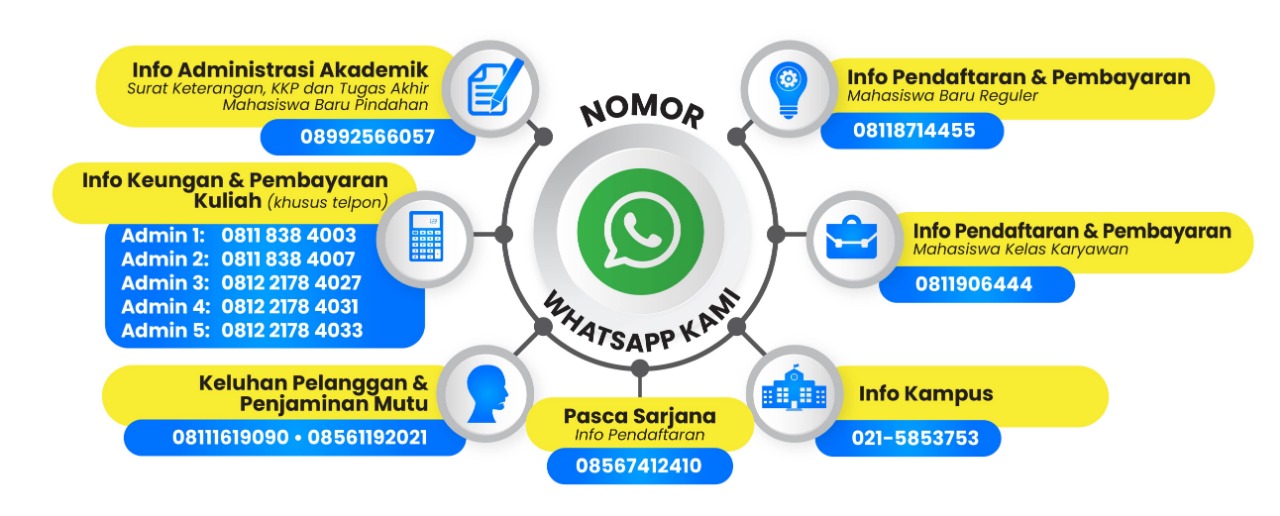 NOMOR
WHATSAPP KAMI
Info Administrasi Akademik
Surat Keterangan, KKP dan Tugas Akhir
Mahasiswa Baru Pindahan
08992566057
Info Keungan & Pembayaran
Kuliah (khusus telpon)
Admin 1: 0811 838 4003
Admin 2: 0811 838 4007
Admin 3: 0812 2178 4027
Admin 4: 0812 2178 4031
Admin 5: 0812 2178 4033
Keluhan Pelanggan &
Penjaminan Mutu
08111619090 • 08561192021
Pasca Sarjana
Info Pendaftaran
08567412410
Info Pendaftaran & Pembayaran
Mahasiswa Baru Reguler
08118714455
Info Pendaftaran & Pembayaran
Mahasiswa Kelas Karyawan
0811906444
Info Kampus
021-5853753